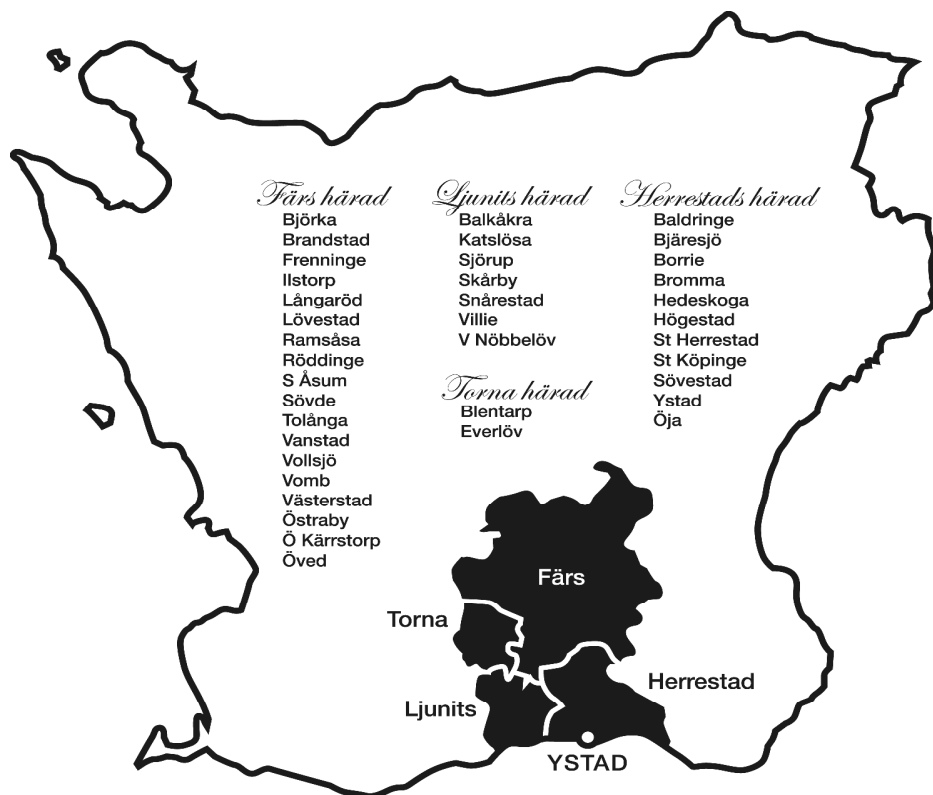 Färs härad
Björka
Brandstad
Frenninge
Ilstorp
Långaröd
Lövestad
Ramsåsa
Röddinge
S Åsum
Sövde
Tolånga
Vanstad
Vollsjö
Vomb
Västerstad
Östraby
Ö Kärrstorp
Öved
Ljunits härad
Balkåkra
Katslösa
Sjörup
Skårby
Snårestad
Villie
V Nöbbelöv
Torna härad
Blentarp
Everlöv
Herrestads härad
Baldringe
Bjäresjö
Borrie
Bromma
Hedeskoga
Högestad
St Herrestad
St Köpinge
Sövestad
Ystad
Öja
Färs
Torna
Herrestad
Ljunits
YSTAD